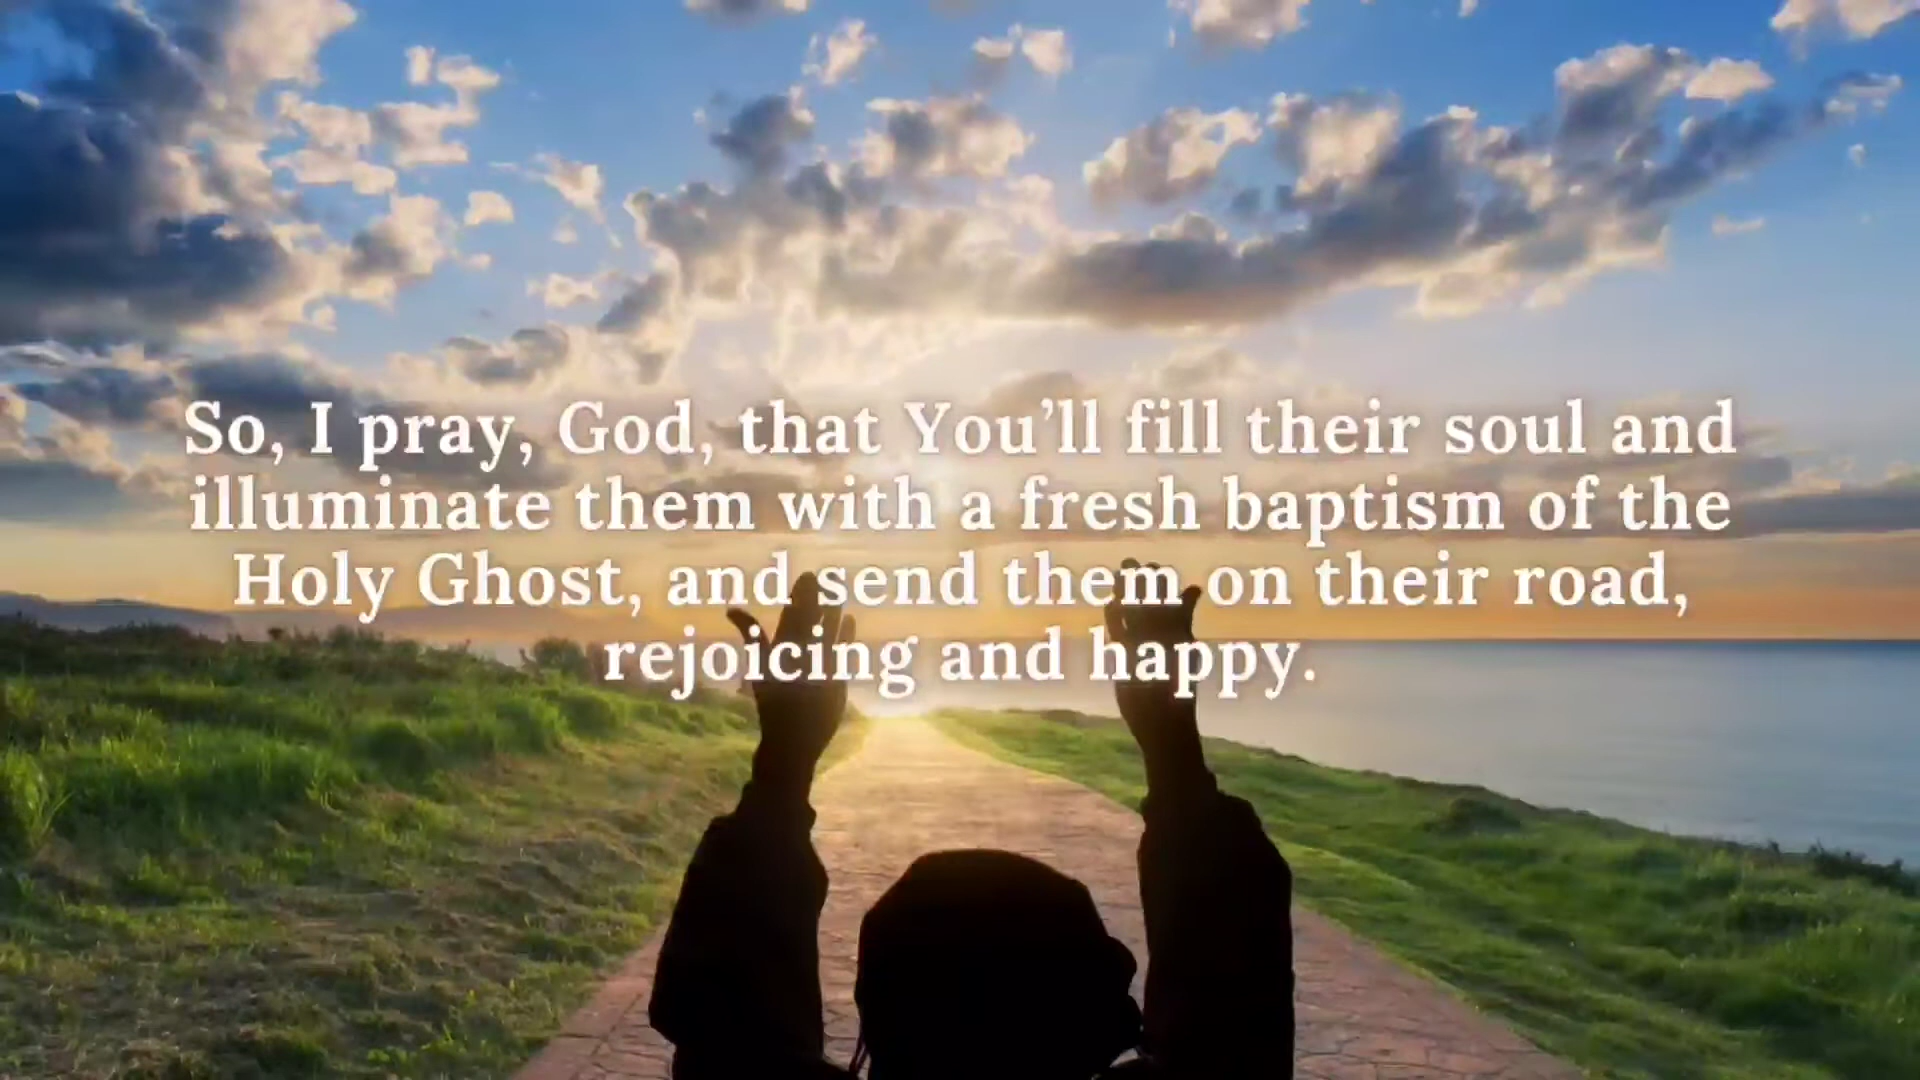 So, I pray, God, that You’ll fill their soul and
illuminate them with a fresh baptism of the
Holy Ghost, and send them on their road,
rejoicing and happy.